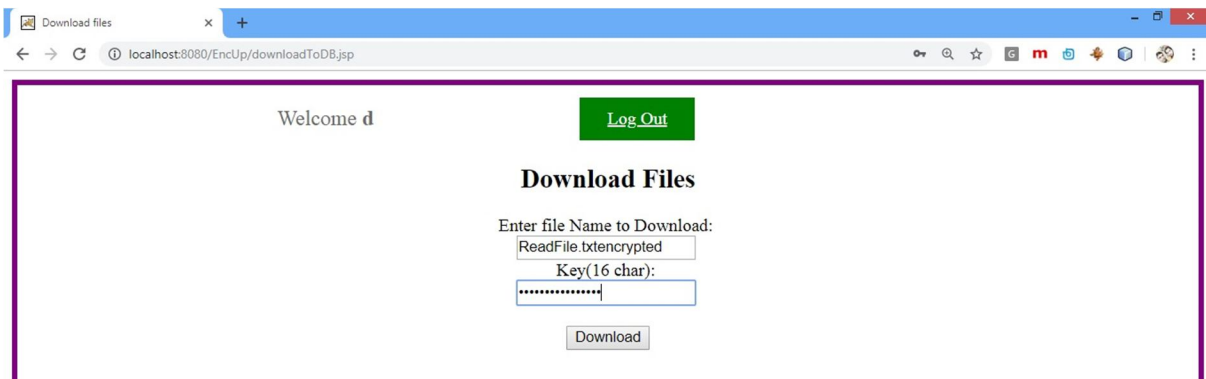 Download files
localhost:8080/EncUp/downloadToDB.jsp
G m
Welcome d
Log Out
Download Files
Enter file Name to Download:
ReadFile.txtencrypted
Key(16 char):
••••••••••••••••
Download